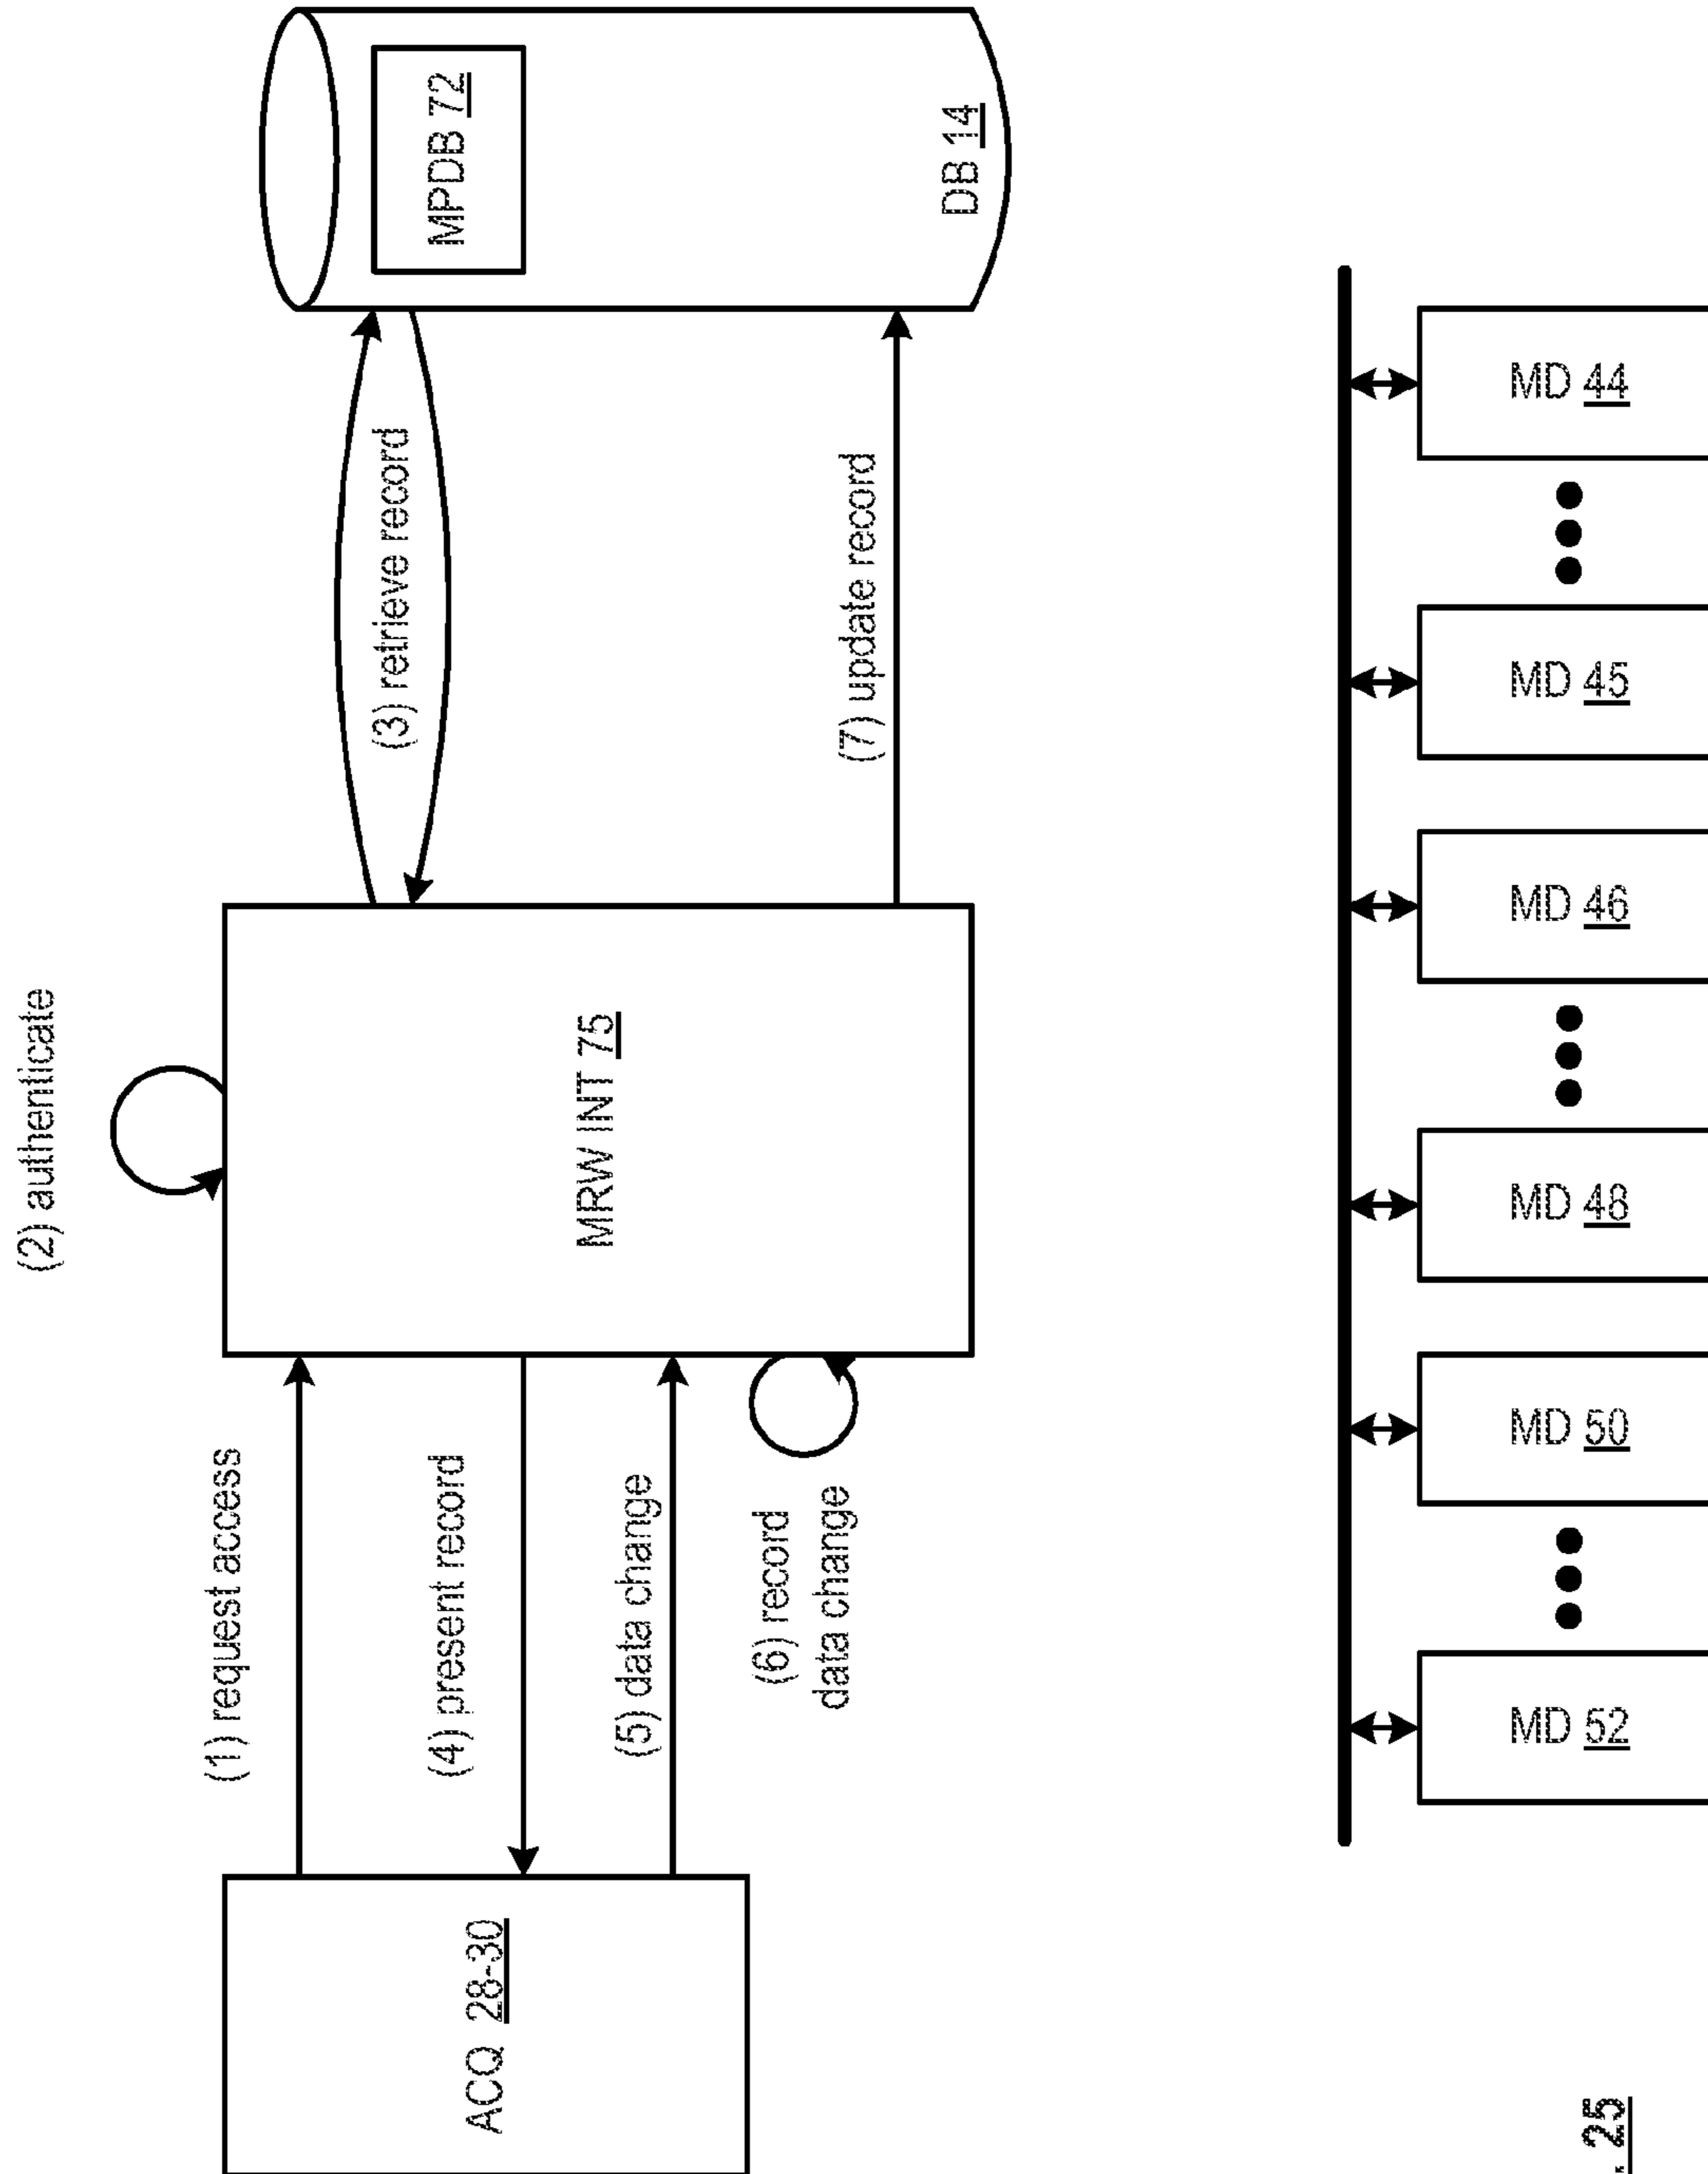 (2) authenticate
(1) request access
(3) retrieve record
MPDB 72
(4) present record
ACQ 28-30
MRW INT 75
(5) data change
(6) record
data change
(7) update record
DB 14
MD 52
MD 50
MD 48
MD 46
MD 45
MD 44
. 25